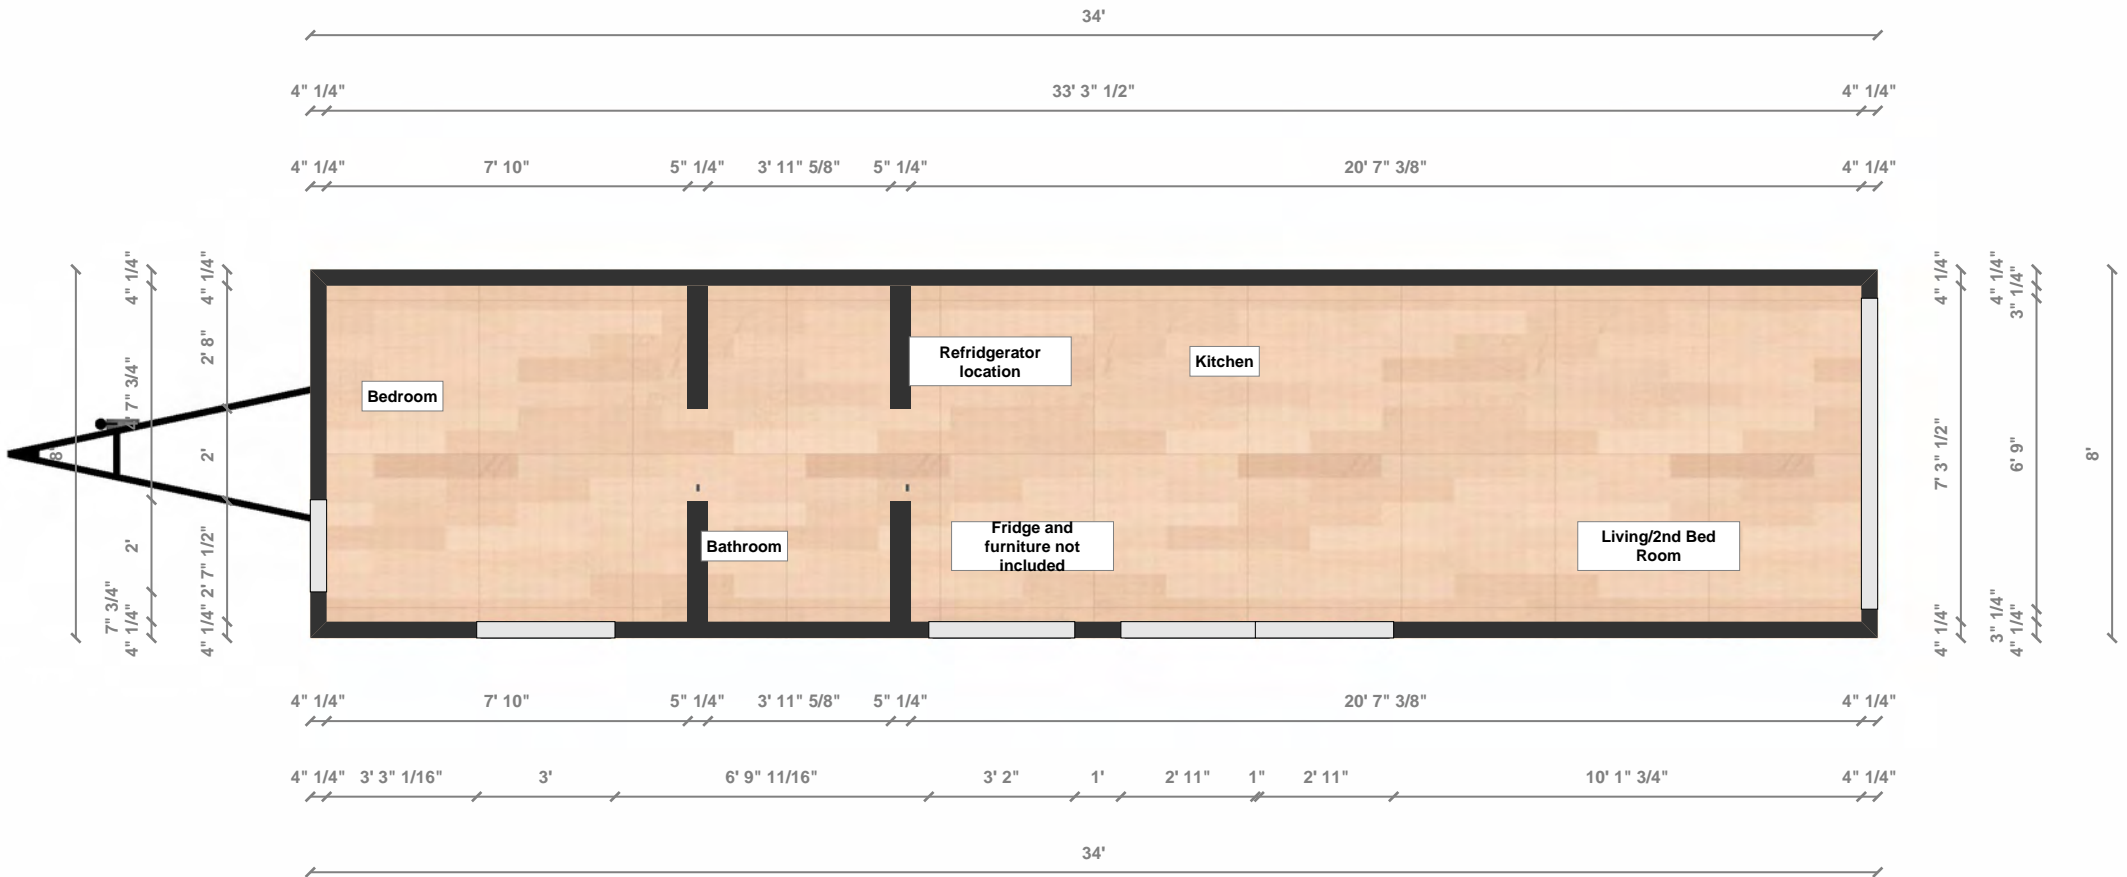 34'
4" 1/4" 33' 3" 1/2" 4" 1/4"
4" 1/4" 7' 10" 5" 1/4" 3' 11" 5/8" 5" 1/4" 20' 7" 3/8" 4" 1/4"
8'
4" 1/4"
4' 7" 3/4"
2'
7" 3/4"
4" 1/4"
4" 1/4"
2' 8"
2'
2' 7" 1/2"
4" 1/4"
Bedroom
Bathroom
Refridgerator
location
Kitchen
Fridge and
furniture not
included
Living/2nd Bed
Room
4" 1/4"
7' 3" 1/2"
4" 1/4"
4" 1/4"
3" 1/4"
6' 9"
3" 1/4"
4" 1/4"
8'
4" 1/4" 7' 10" 5" 1/4" 3' 11" 5/8" 5" 1/4" 20' 7" 3/8" 4" 1/4"
4" 1/4" 3' 3" 1/16" 3' 6' 9" 11/16" 3' 2" 1' 2' 11" 1" 2' 11" 10' 1" 3/4" 4" 1/4"
34'